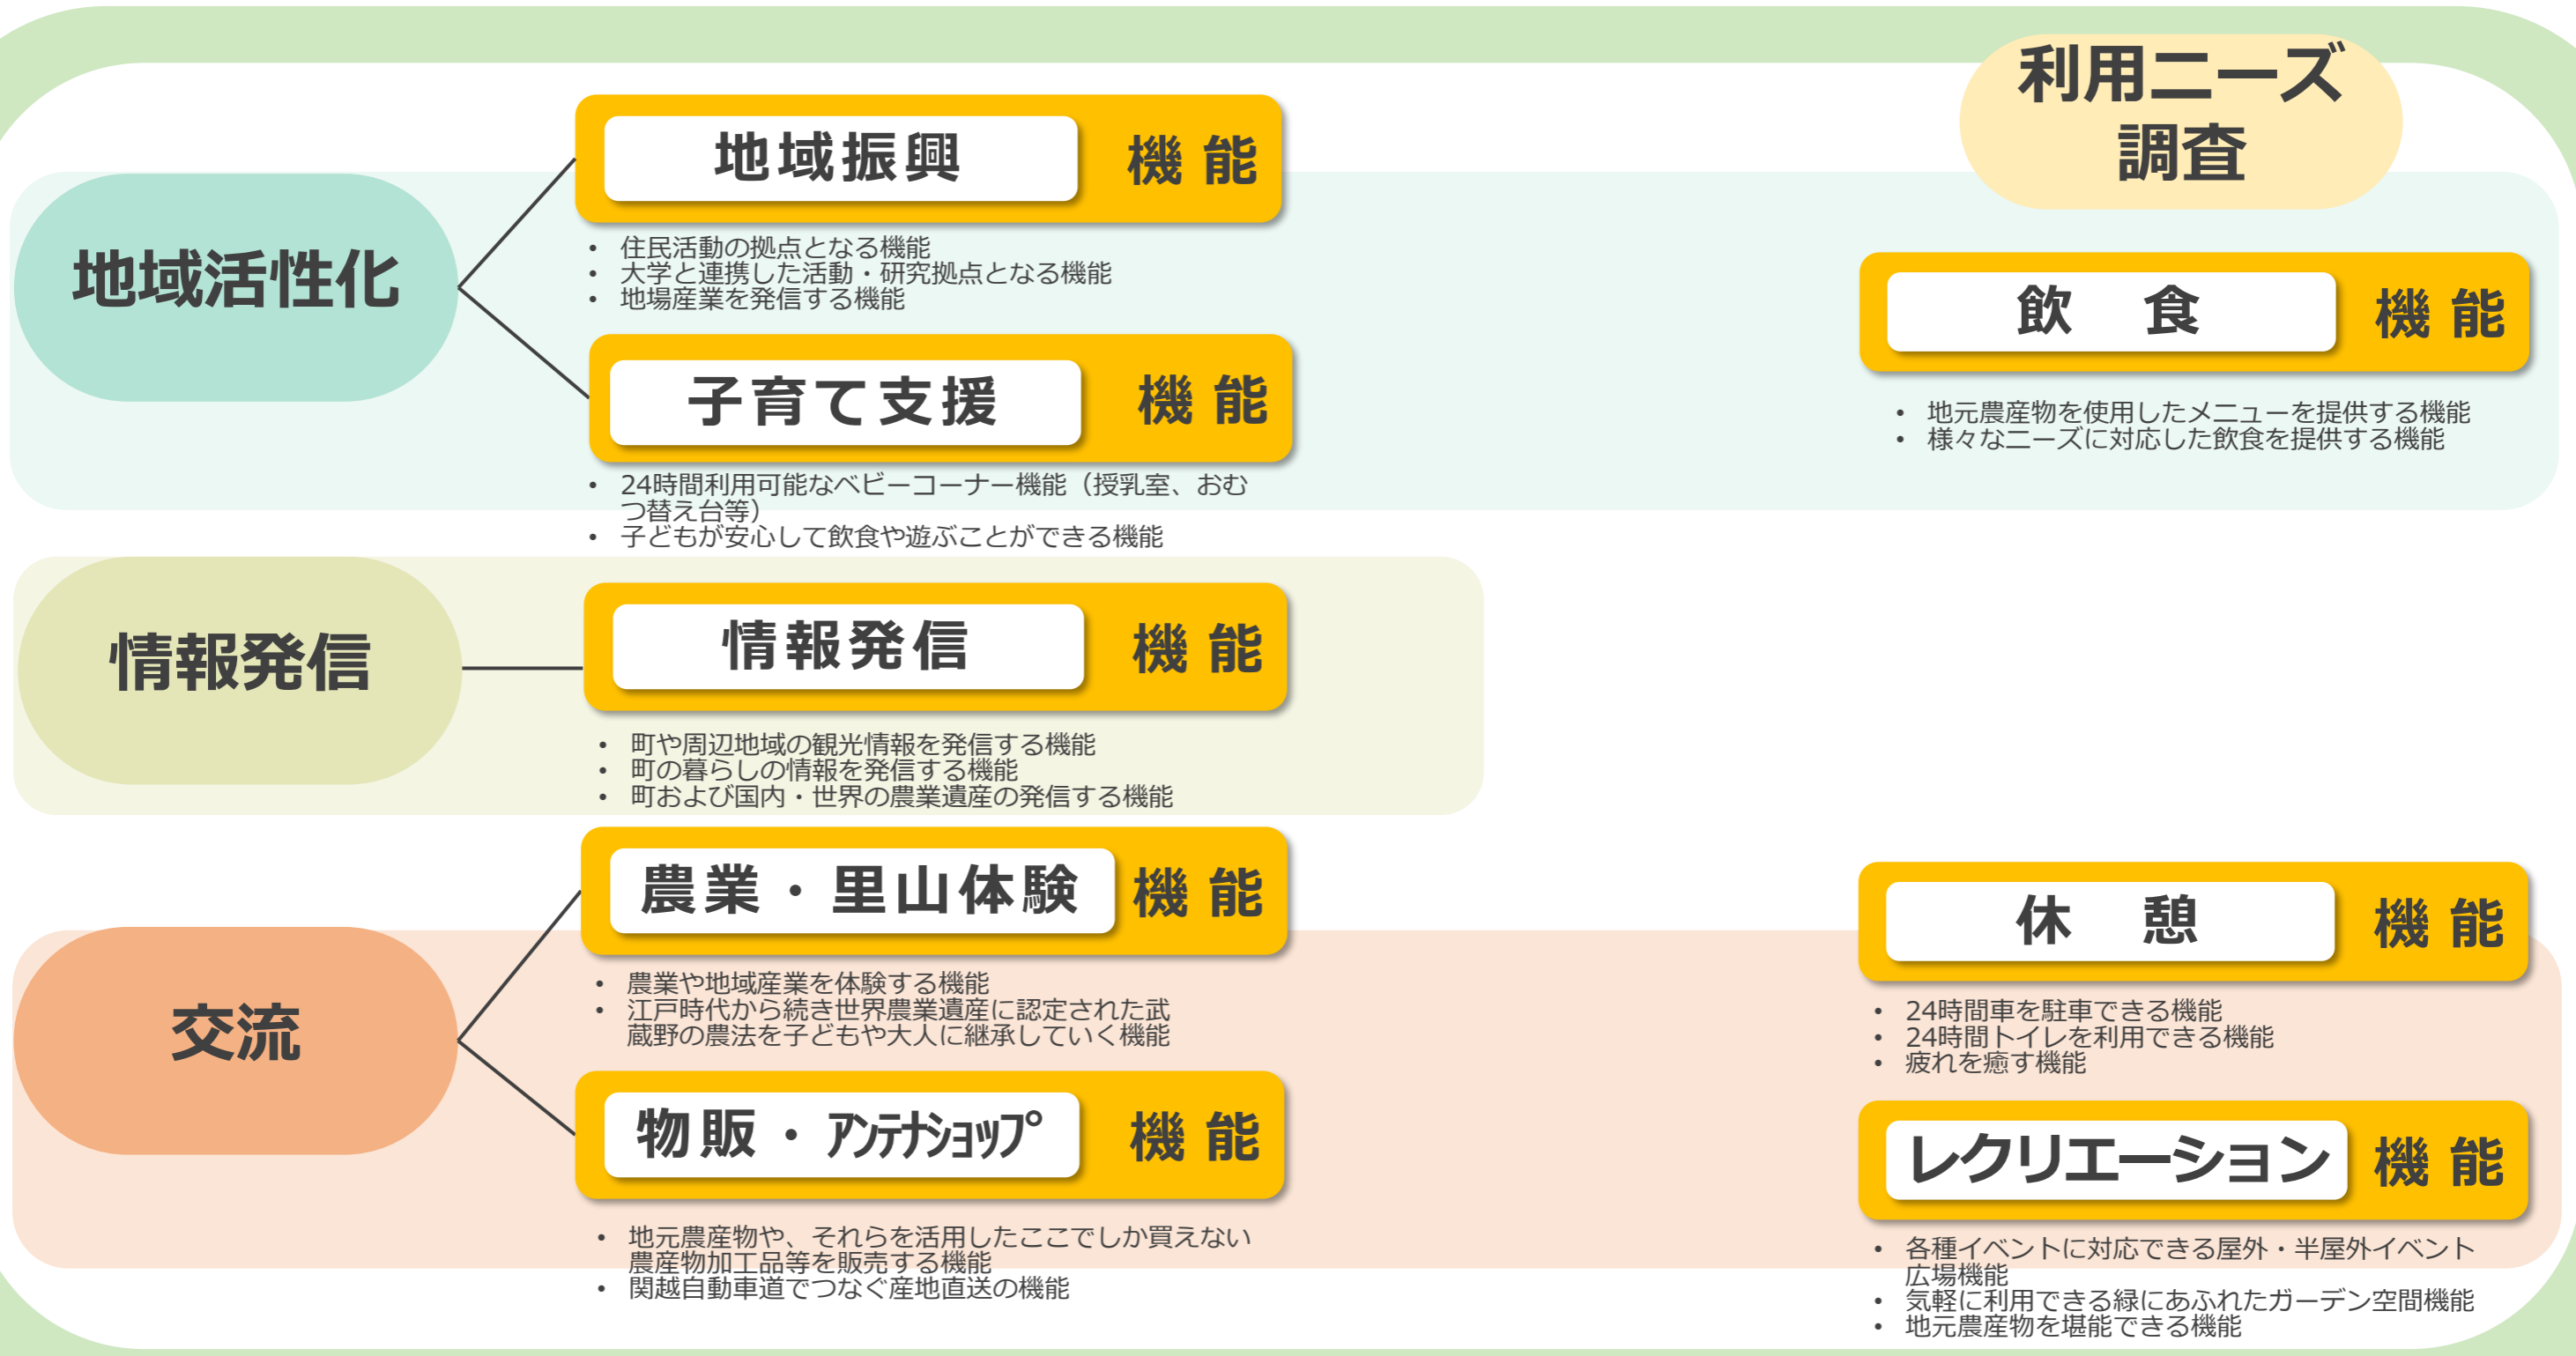 利用ニーズ
調査
地域活性化
地域振興 機能
• 住民活動の拠点となる機能
• 大学と連携した活動・研究拠点となる機能
• 地場産業を発信する機能
子育て支援 機能
• 24時間利用可能なベビーコーナー機能（授乳室、おむ
つ替え台等）
• 子どもが安心して飲食や遊ぶことができる機能
飲 食 機能
• 地元農産物を使用したメニューを提供する機能
• 様々なニーズに対応した飲食を提供する機能
情報発信
情報発信 機能
• 町や周辺地域の観光情報を発信する機能
• 町の暮らしの情報を発信する機能
• 町および国内・世界の農業遺産の発信する機能
交流
農業・里山体験 機能
• 農業や地域産業を体験する機能
• 江戸時代から続き世界農業遺産に認定された武
蔵野の農法を子どもや大人に継承していく機能
物販・ｱﾝﾃﾅｼｮｯﾌﾟ 機能
• 地元農産物や、それらを活用したここでしか買えない
農産物加工品等を販売する機能
• 関越自動車道でつなぐ産地直送の機能
休 憩 機能
• 24時間車を駐車できる機能
• 24時間トイレを利用できる機能
• 疲れを癒す機能
レクリエーション 機能
• 各種イベントに対応できる屋外・半屋外イベント
広場機能
• 気軽に利用できる緑にあふれたガーデン空間機能
• 地元農産物を堪能できる機能